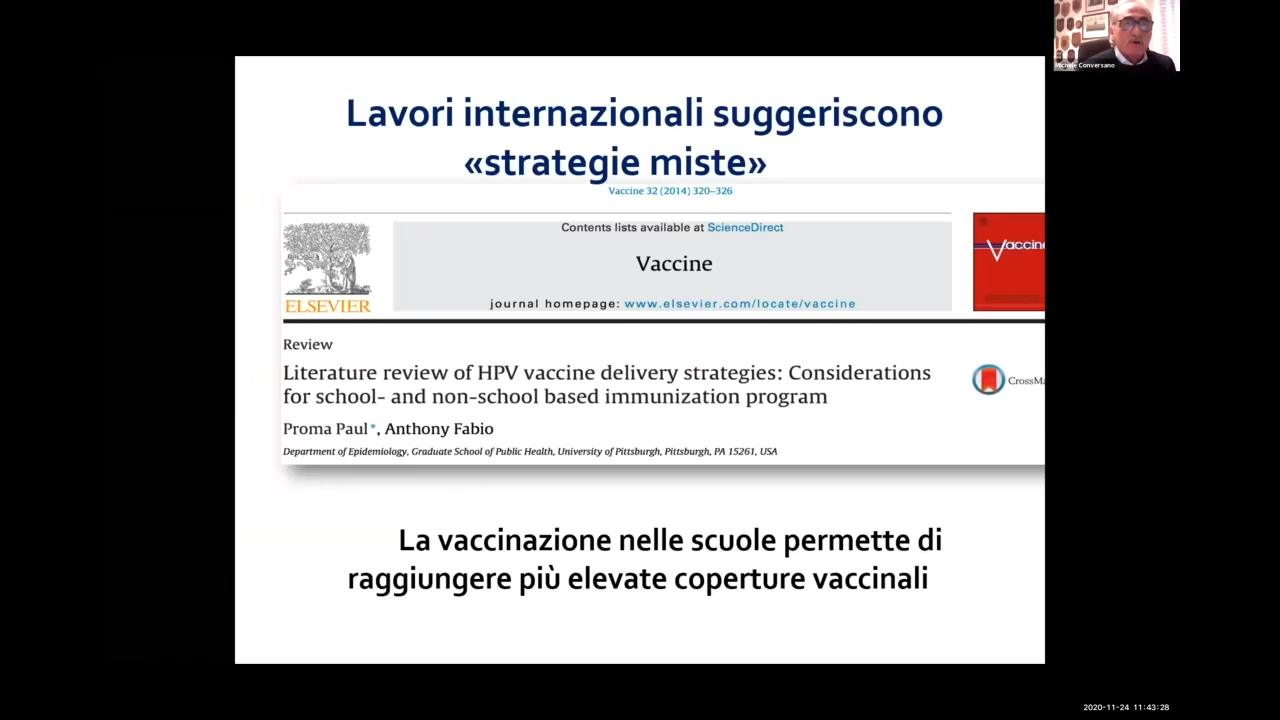 Michele Conversano
Lavori internazionali suggeriscono
«strategie miste»
Vaccine 32 (2014) 320–326
Contents lists available at ScienceDirect
Vaccine
journal homepage: www.elsevier.com/locate/vaccine
ELSEVIER
Vaccine
Review
Literature review of HPV vaccine delivery strategies: Considerations
for school- and non-school based immunization program
CrossMa
Proma Paul*, Anthony Fabio
Department of Epidemiology, Graduate School of Public Health, University of Pittsburgh, Pittsburgh, PA 15261, USA
La vaccinazione nelle scuole permette di
raggiungere più elevate coperture vaccinali
2020-11-24 11:43:28